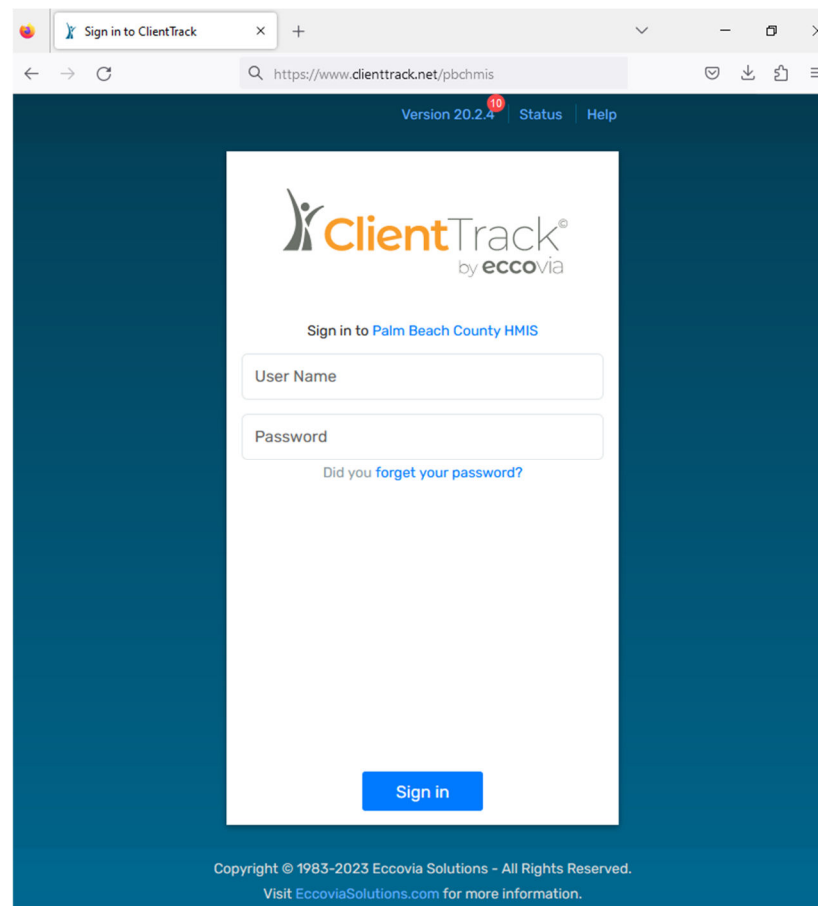 Sign in to ClientTrack
https://www.clienttrack.net/pbchmis
Version 20.2.4 10 Status Help
ClientTrack©
by eccovia
Sign in to Palm Beach County HMIS
User Name
Password
Did you forget your password?
Sign in
Copyright © 1983-2023 Eccovia Solutions - All Rights Reserved.
Visit EccoviaSolutions.com for more information.